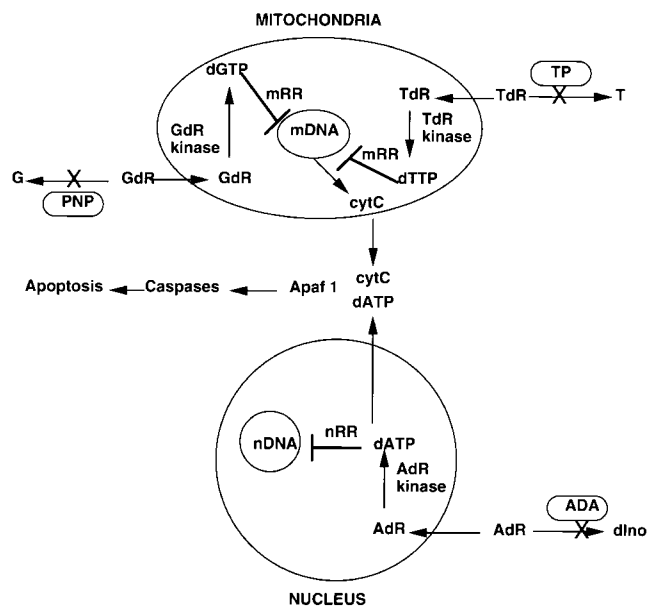 MITOCHONDRIA
dGTP
mRR
TP
TdR
TdR
T
GdR
kinase
mDNA
TdR
kinase
mRR
G
GdR
GdR
dTTP
PNP
cytC
cytC
Apoptosis
Caspases
Apaf 1
dATP
nRR
nDNA
dATP
AdR
kinase
ADA
AdR
AdR
dIno
NUCLEUS